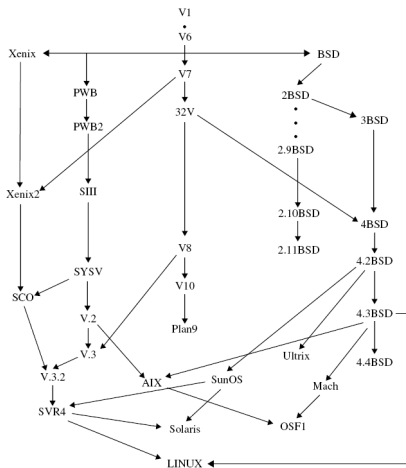 V1
V6
Xenix
BSD
V7
PWB
2BSD
32V
3BSD
PWB2
2.9BSD
Xenix2
SIII
2.10BSD
4BSD
V8
2.11BSD
4.2BSD
SYSV
V10
SCO
4.3BSD
V.2
Plan9
V.3
Ultrix
4.4BSD
V.3.2
AIX
SunOS
Mach
SVR4
Solaris
OSF1
LINUX